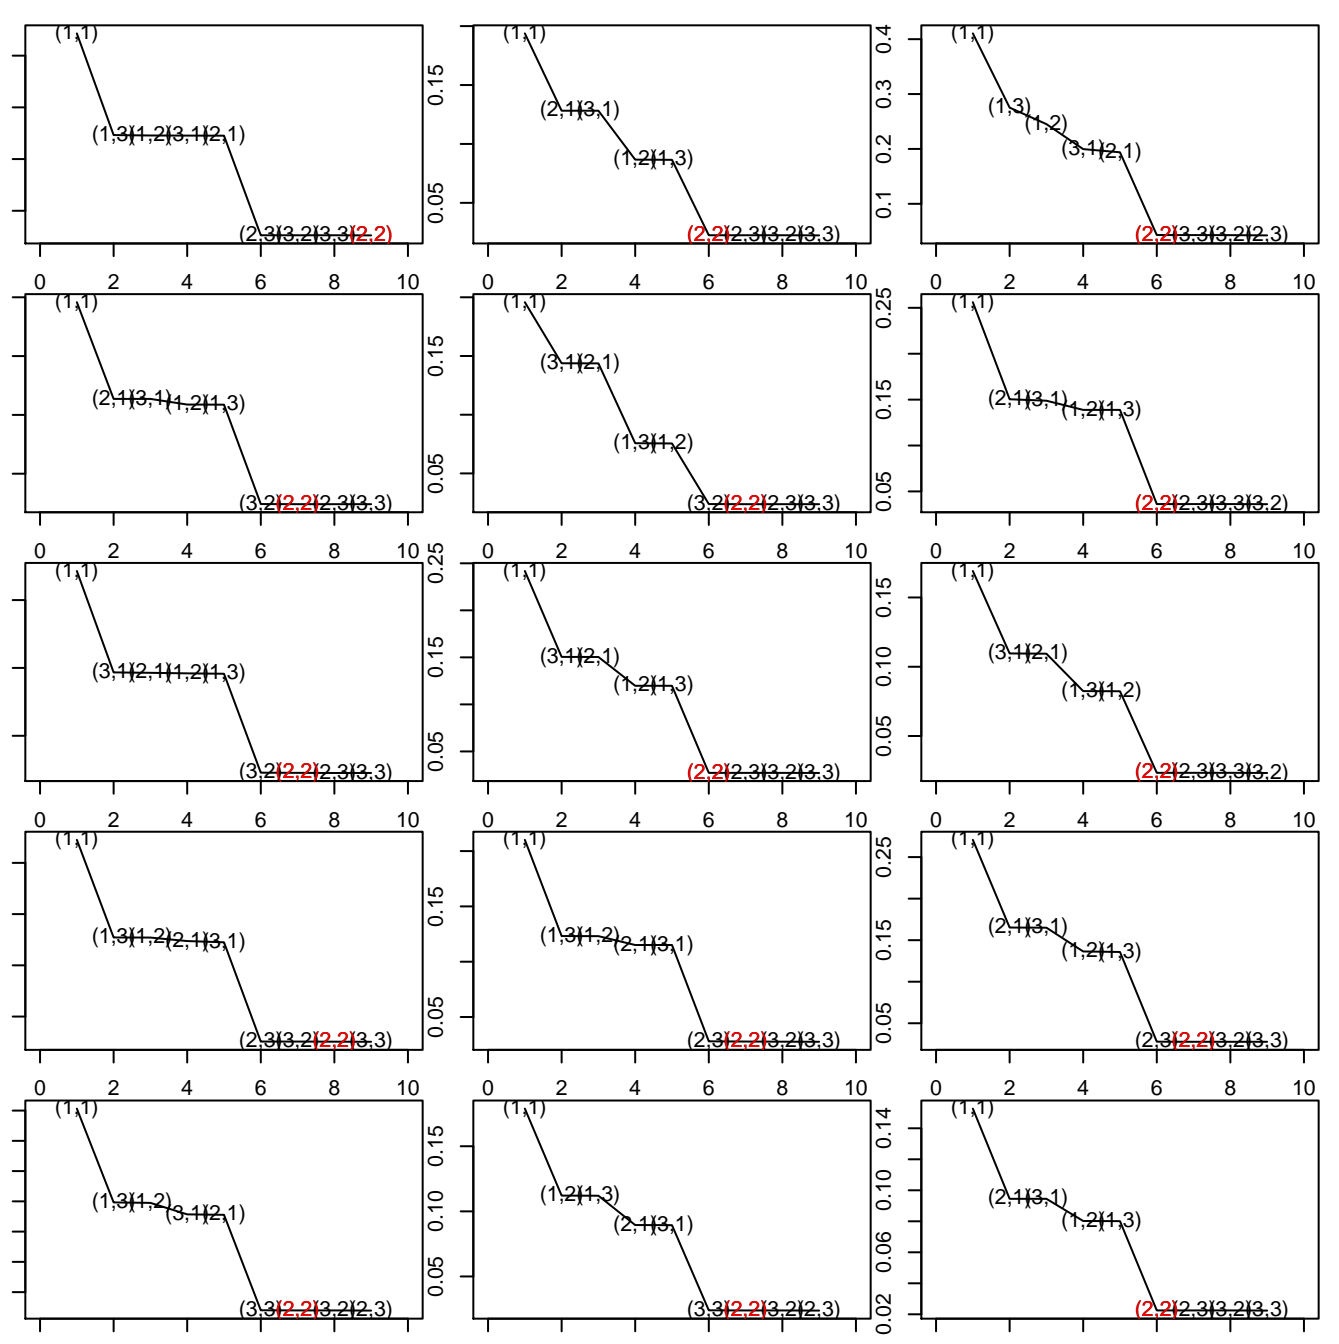 (1,1) (1,1) (1,1)
0.15 0.4
0.05 0.3
0.2
0.1
(1,3) (1,2) (3,1) (2,1) (2,1) (3,1) (1,3) (1,2)
(1,2) (1,3) (3,1) (2,1)
(2,3) (3,2) (3,3) (2,2) (2,2) (2,3) (3,2) (3,3) (2,2) (3,3) (3,2) (2,3)
0 2 4 6 8 10 0 2 4 6 8 10 0 2 4 6 8 10
(1,1) (1,1) (1,1)
0.15 0.25
0.05 0.15
0.05
(2,1) (3,1) (1,2) (1,3) (3,1) (2,1) (2,1) (3,1) (1,2) (1,3)
(1,3) (1,2)
(3,2) (2,2) (2,3) (3,3) (3,2) (2,2) (2,3) (3,3) (2,2) (2,3) (3,3) (3,2)
0 2 4 6 8 10 0 2 4 6 8 10 0 2 4 6 8 10
(1,1) (1,1) (1,1)
0.25 0.15
0.15 0.10
0.05 0.05
(3,1) (2,1) (1,2) (1,3) (3,1) (2,1) (3,1) (2,1)
(1,2) (1,3) (1,3) (1,2)
(3,2) (2,2) (2,3) (3,3) (2,2) (2,3) (3,2) (3,3) (2,2) (2,3) (3,3) (3,2)
0 2 4 6 8 10 0 2 4 6 8 10 0 2 4 6 8 10
(1,1) (1,1) (1,1)
0.15 0.25
0.05 0.15
0.05
(1,3) (1,2) (2,1) (3,1) (1,3) (1,2) (2,1) (3,1) (2,1) (3,1)
(1,2) (1,3)
(2,3) (3,2) (2,2) (3,3) (2,3) (2,2) (3,2) (3,3) (2,3) (2,2) (3,2) (3,3)
0 2 4 6 8 10 0 2 4 6 8 10 0 2 4 6 8 10
(1,1) (1,1) (1,1)
0.15 0.14
0.10 0.10
0.05 0.06
0.02
(1,3) (1,2) (3,1) (2,1) (1,2) (1,3) (2,1) (3,1)
(2,1) (3,1) (1,2) (1,3)
(3,3) (2,2) (3,2) (2,3) (3,3) (2,2) (3,2) (2,3) (2,2) (2,3) (3,2) (3,3)